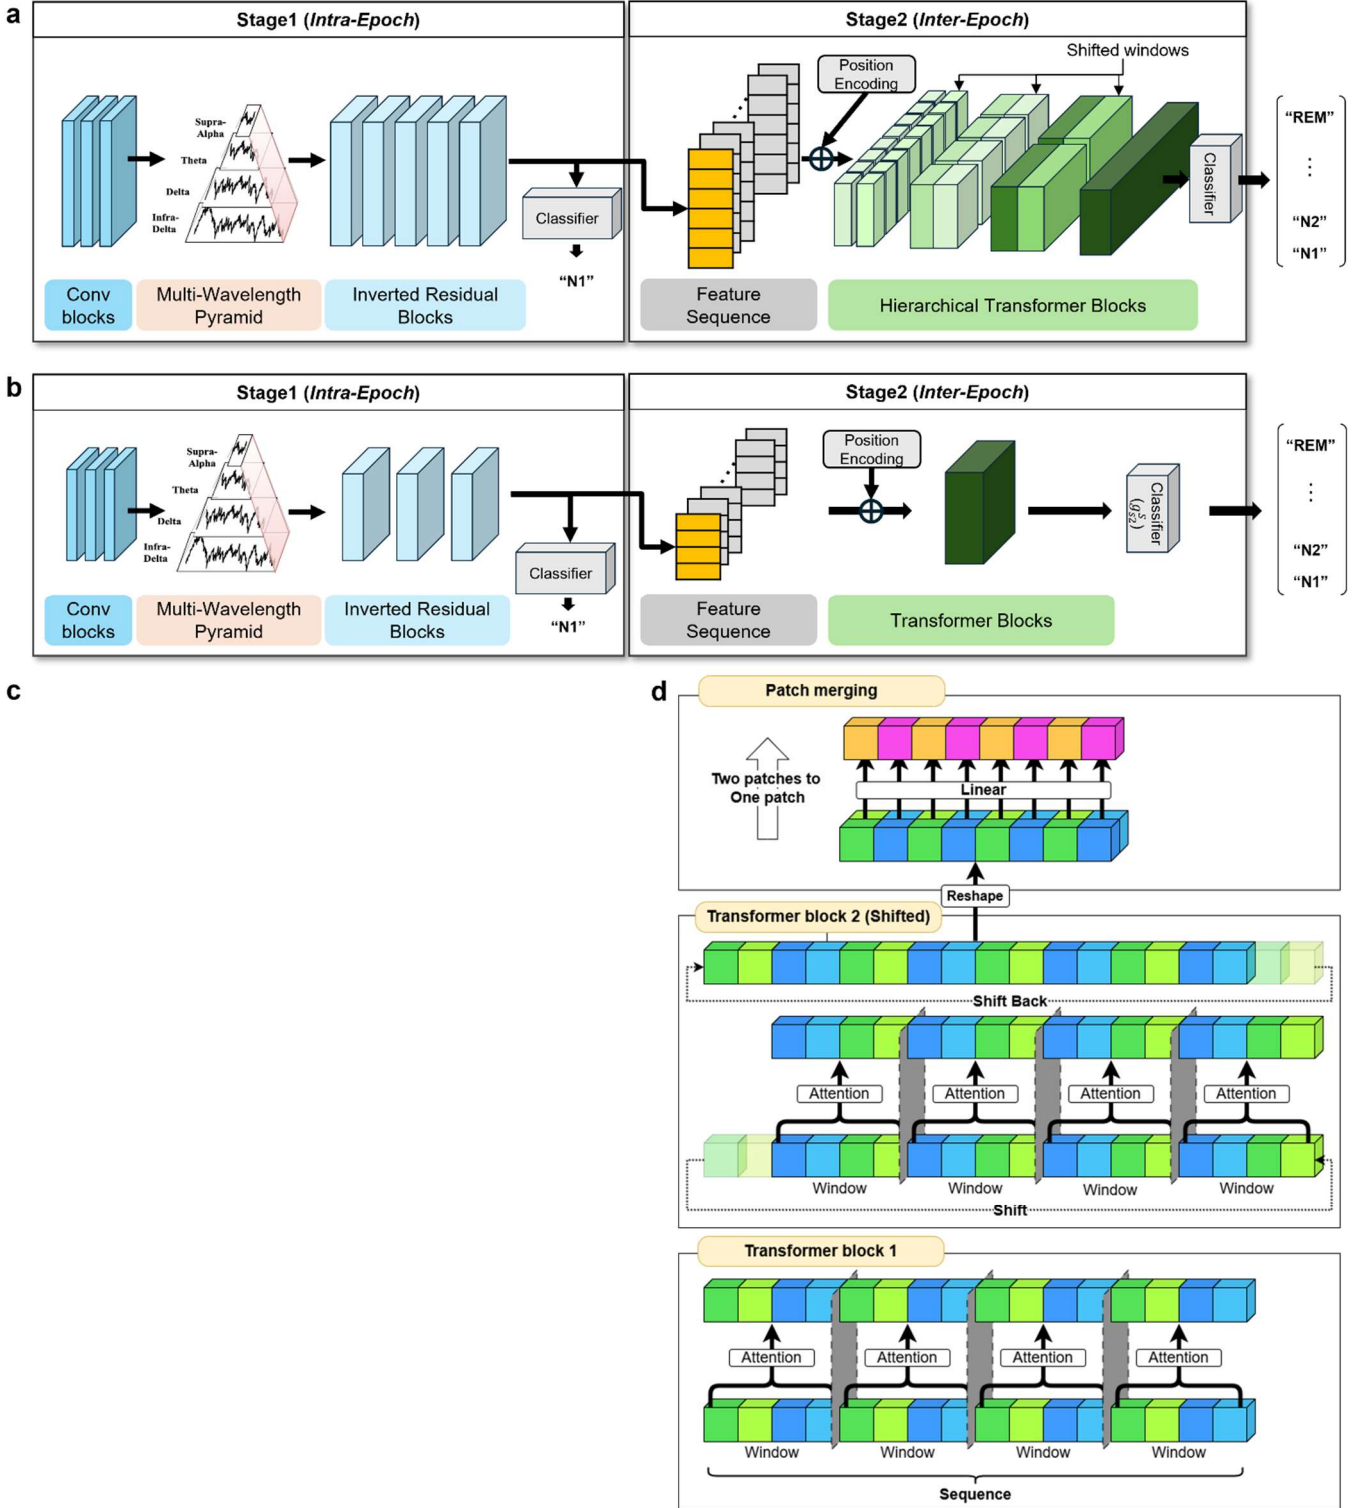 a
Stage1 (Intra-Epoch)
Stage2 (Inter-Epoch)
Supra-
Alpha
Theta
Delta
Infra-
Delta
Classifier
“N1”
Conv
blocks
Multi-Wavelength
Pyramid
Inverted Residual
Blocks
Position
Encoding
Shifted windows
Classifier
“REM”
⋮
“N2”
“N1”
Feature
Sequence
Hierarchical Transformer Blocks
b
Stage1 (Intra-Epoch)
Stage2 (Inter-Epoch)
Supra-
Alpha
Theta
Delta
Infra-
Delta
Classifier
“N1”
Conv
blocks
Multi-Wavelength
Pyramid
Inverted Residual
Blocks
Position
Encoding
Classifier
(g^S_{S2})
“REM”
⋮
“N2”
“N1”
Feature
Sequence
Transformer Blocks
c
d
Patch merging
Two patches to
One patch
Linear
Reshape
Transformer block 2 (Shifted)
Shift Back
Attention Attention Attention Attention
Window Window Window Window
Shift
Transformer block 1
Attention Attention Attention Attention
Window Window Window Window
Sequence